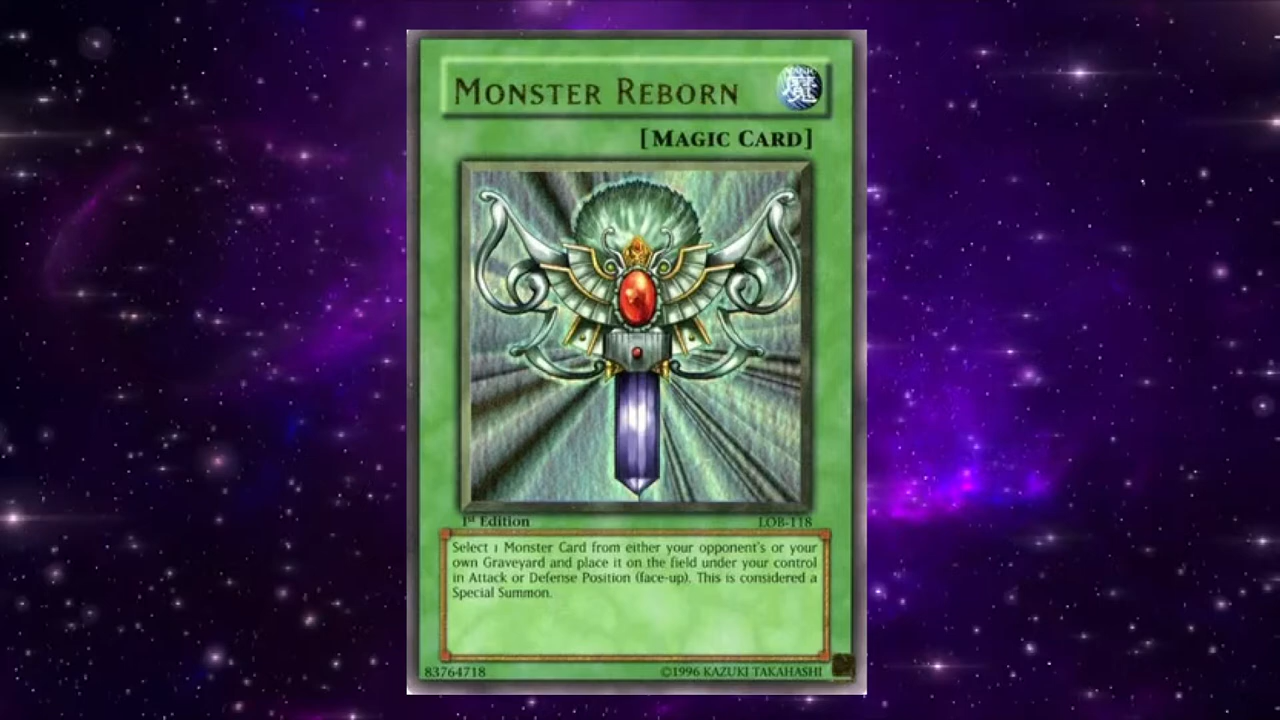 Monster Reborn
[Magic Card]
1st Edition
LOB-118
Select 1 Monster Card from either your opponent's or your
own Graveyard and place it on the field under your control
in Attack or Defense Position (face-up). This is considered a
Special Summon.
83764718
©1996 KAZUKI TAKAHASHI